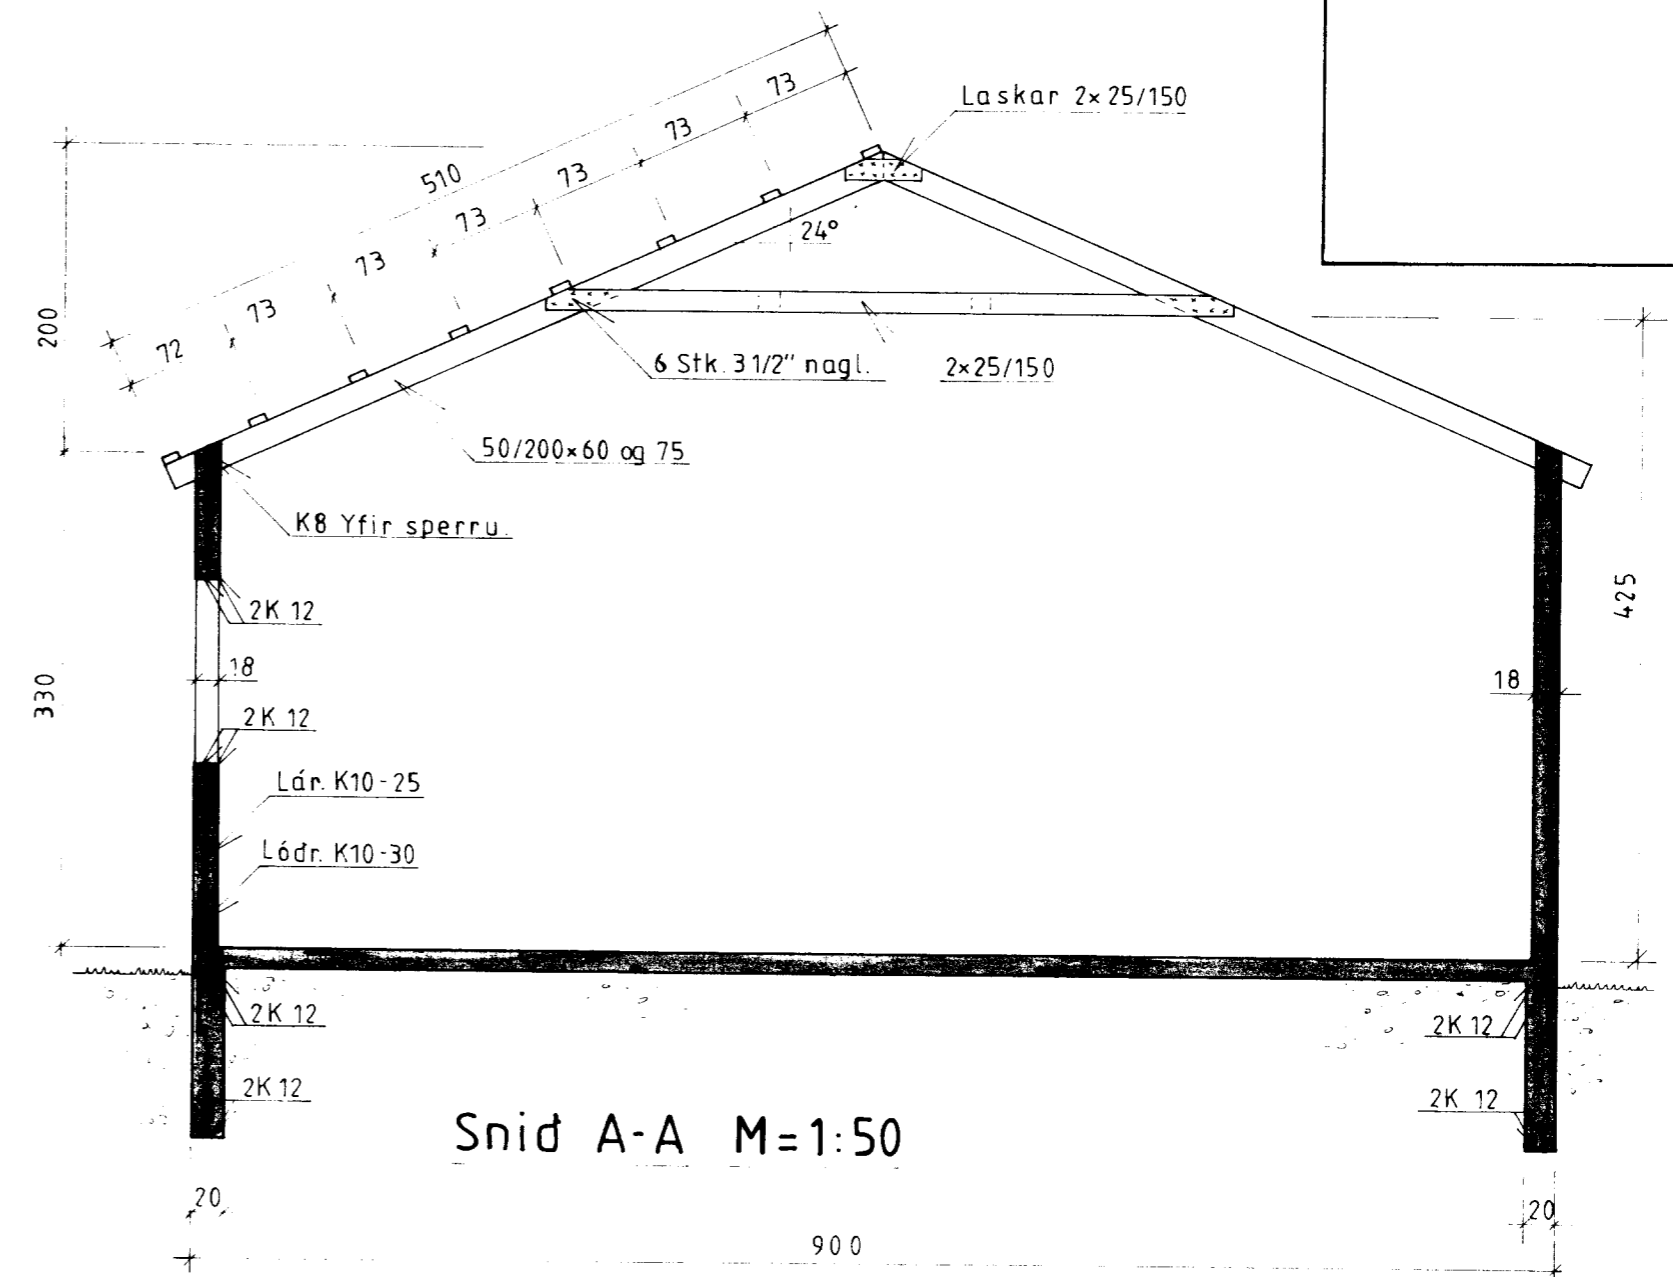 Laskar 2×25/150
510
73
73
73
73
73
73
72
24°
200
6 Stk. 3 1/2" nagl.
2×25/150
50/200×60 og 75
K8 Yfir sperru.
2K 12
18
18
425
330
2K 12
Lár. K10-25
Lóðr. K10-30
2K 12
2K 12
2K 12
2K 12
Snið A-A M=1:50
20
20
900